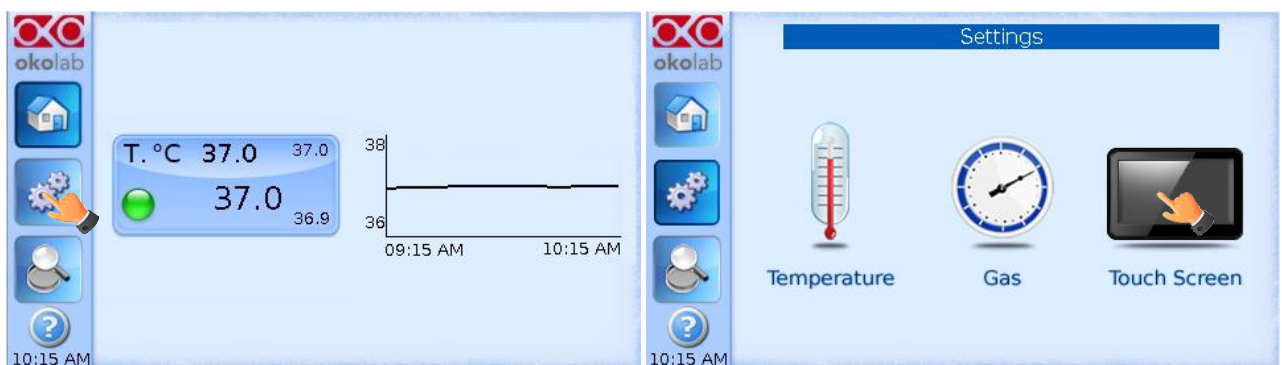 okolab
T. °C 37.0 37.0
37.0
36.9
38
36
09:15 AM 10:15 AM
?
10:15 AM
okolab
Settings
Temperature Gas Touch Screen
?
10:15 AM